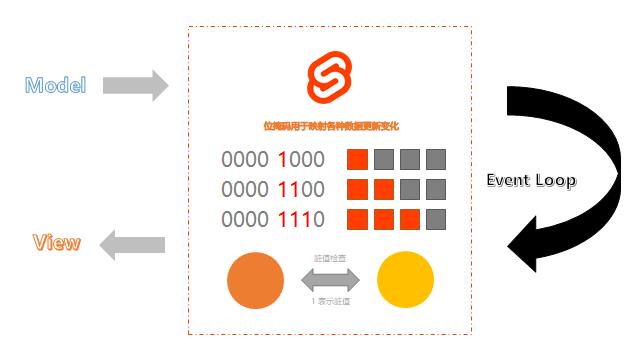 Model
位掩码用于映射各种数据更新变化
0000 1000
0000 1100
0000 1110
Event Loop
View
脏值检查
1 表示脏值